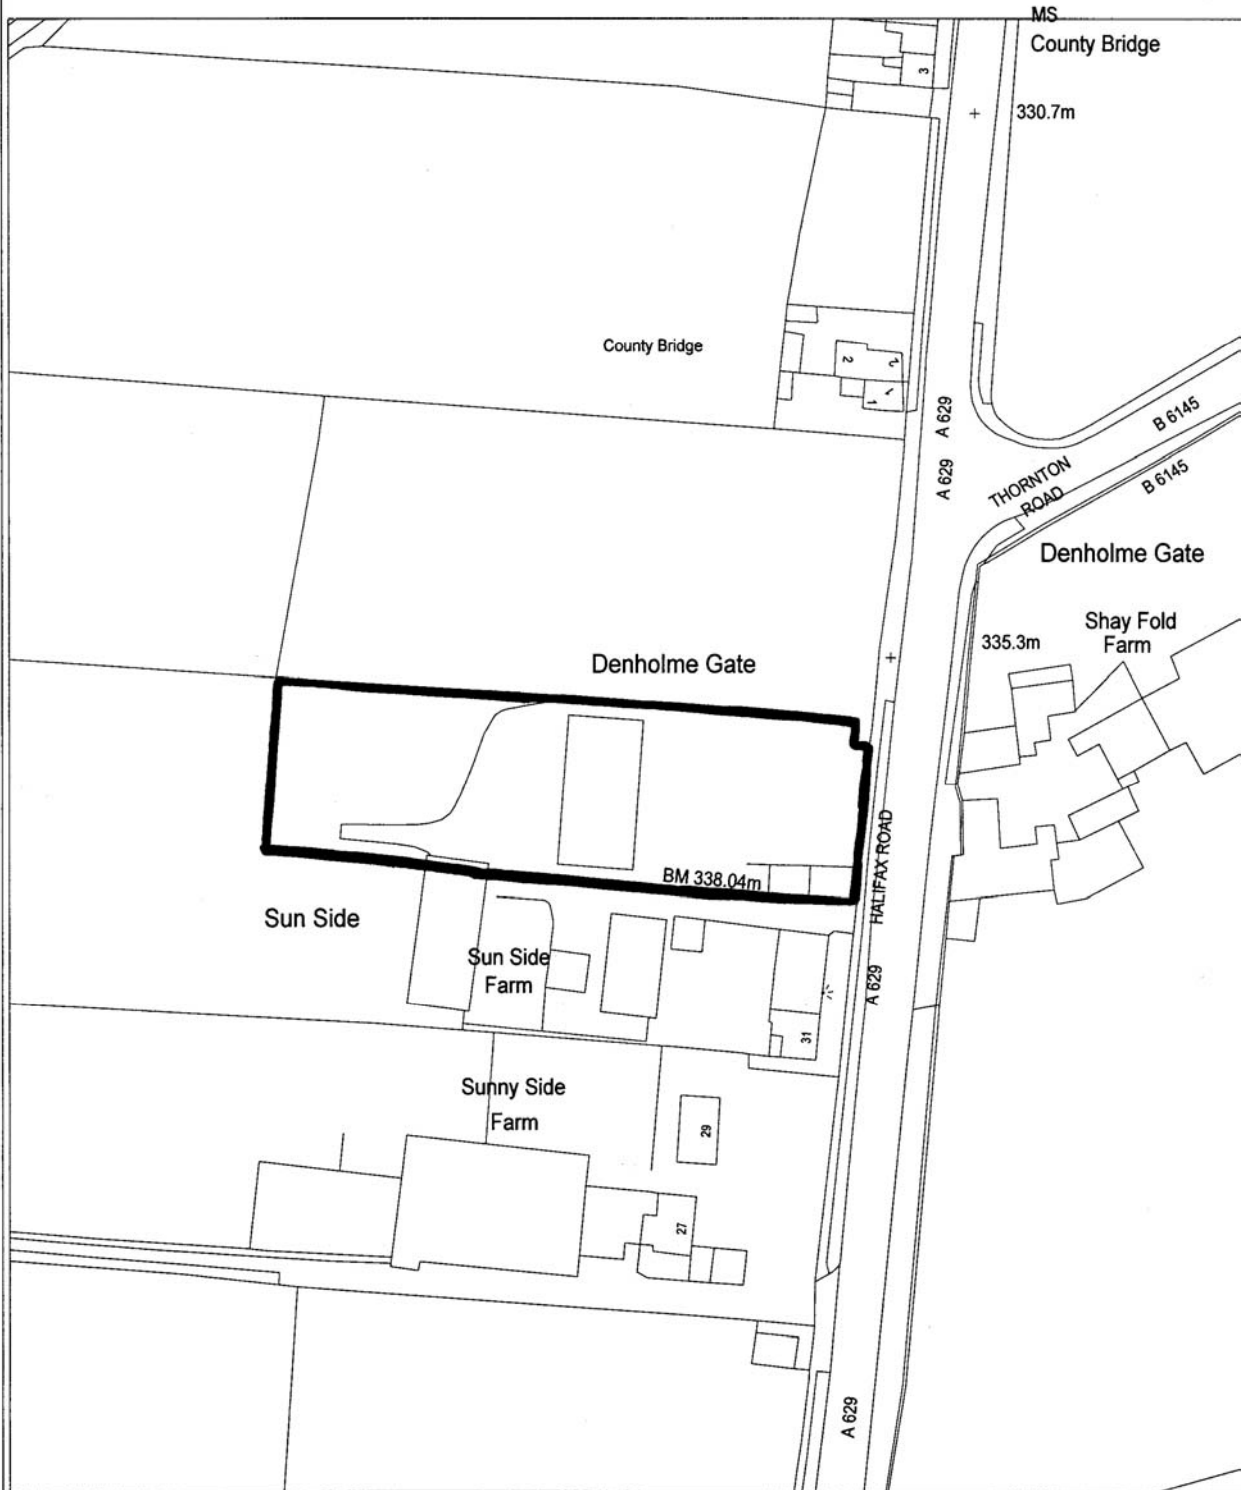 MS
County Bridge
3
330.7m
County Bridge
2
2
1
1
A 629
A 629
B 6145
B 6145
THORNTON
ROAD
Denholme Gate
Shay Fold
Farm
335.3m
Denholme Gate
HALIFAX ROAD
BM 338.04m
Sun Side
Sun Side
Farm
A 629
31
Sunny Side
Farm
29
27
A 629